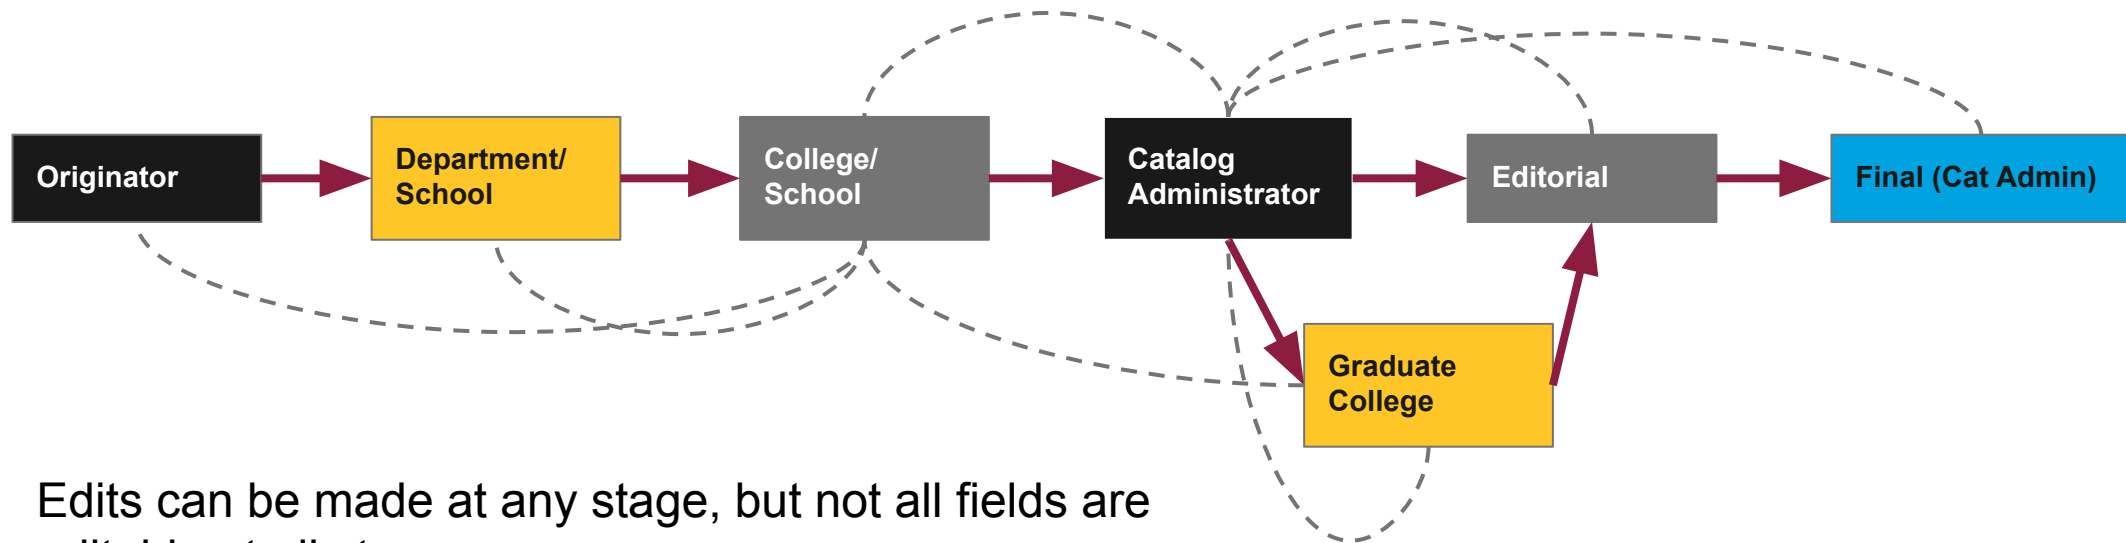 Originator
Department/
School
College/
School
Catalog
Administrator
Editorial
Final (Cat Admin)
Graduate
College
Edits can be made at any stage, but not all fields are